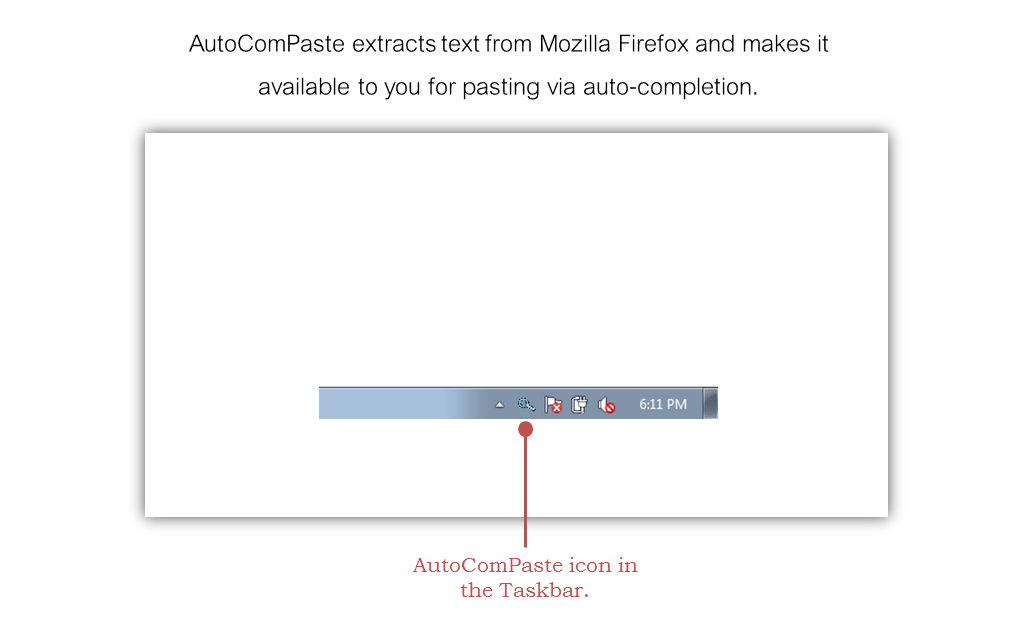 AutoComPaste extracts text from Mozilla Firefox and makes it
available to you for pasting via auto-completion.
6:11 PM
AutoComPaste icon in
the Taskbar.